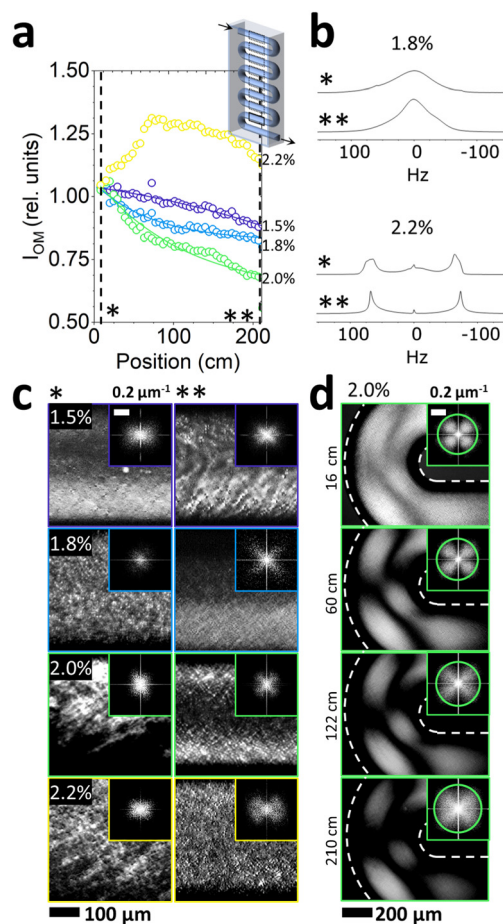 a
b
1.50
1.25
1.00
0.75
0.50
I_OM (rel. units)
2.2%
1.5%
1.8%
2.0%
*
**
0
100
200
Position (cm)
1.8%
*
**
100
0
-100
Hz
2.2%
*
**
100
0
-100
Hz
c
*
0.2 µm⁻¹
**
1.5%
1.8%
2.0%
2.2%
100 µm
d
2.0%
0.2 µm⁻¹
16 cm
60 cm
122 cm
210 cm
200 µm